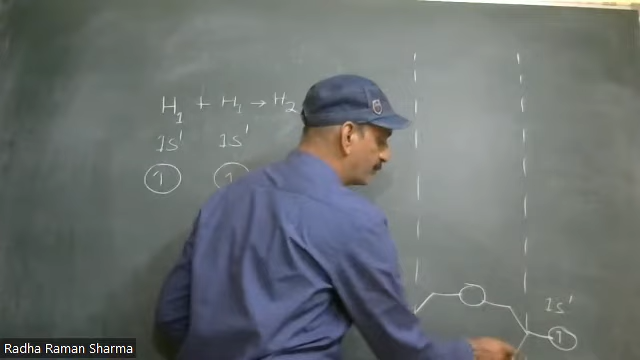 H₁ + H₁ → H₂
1s¹ 1s¹
1 1
1s¹
1
Radha Raman Sharma